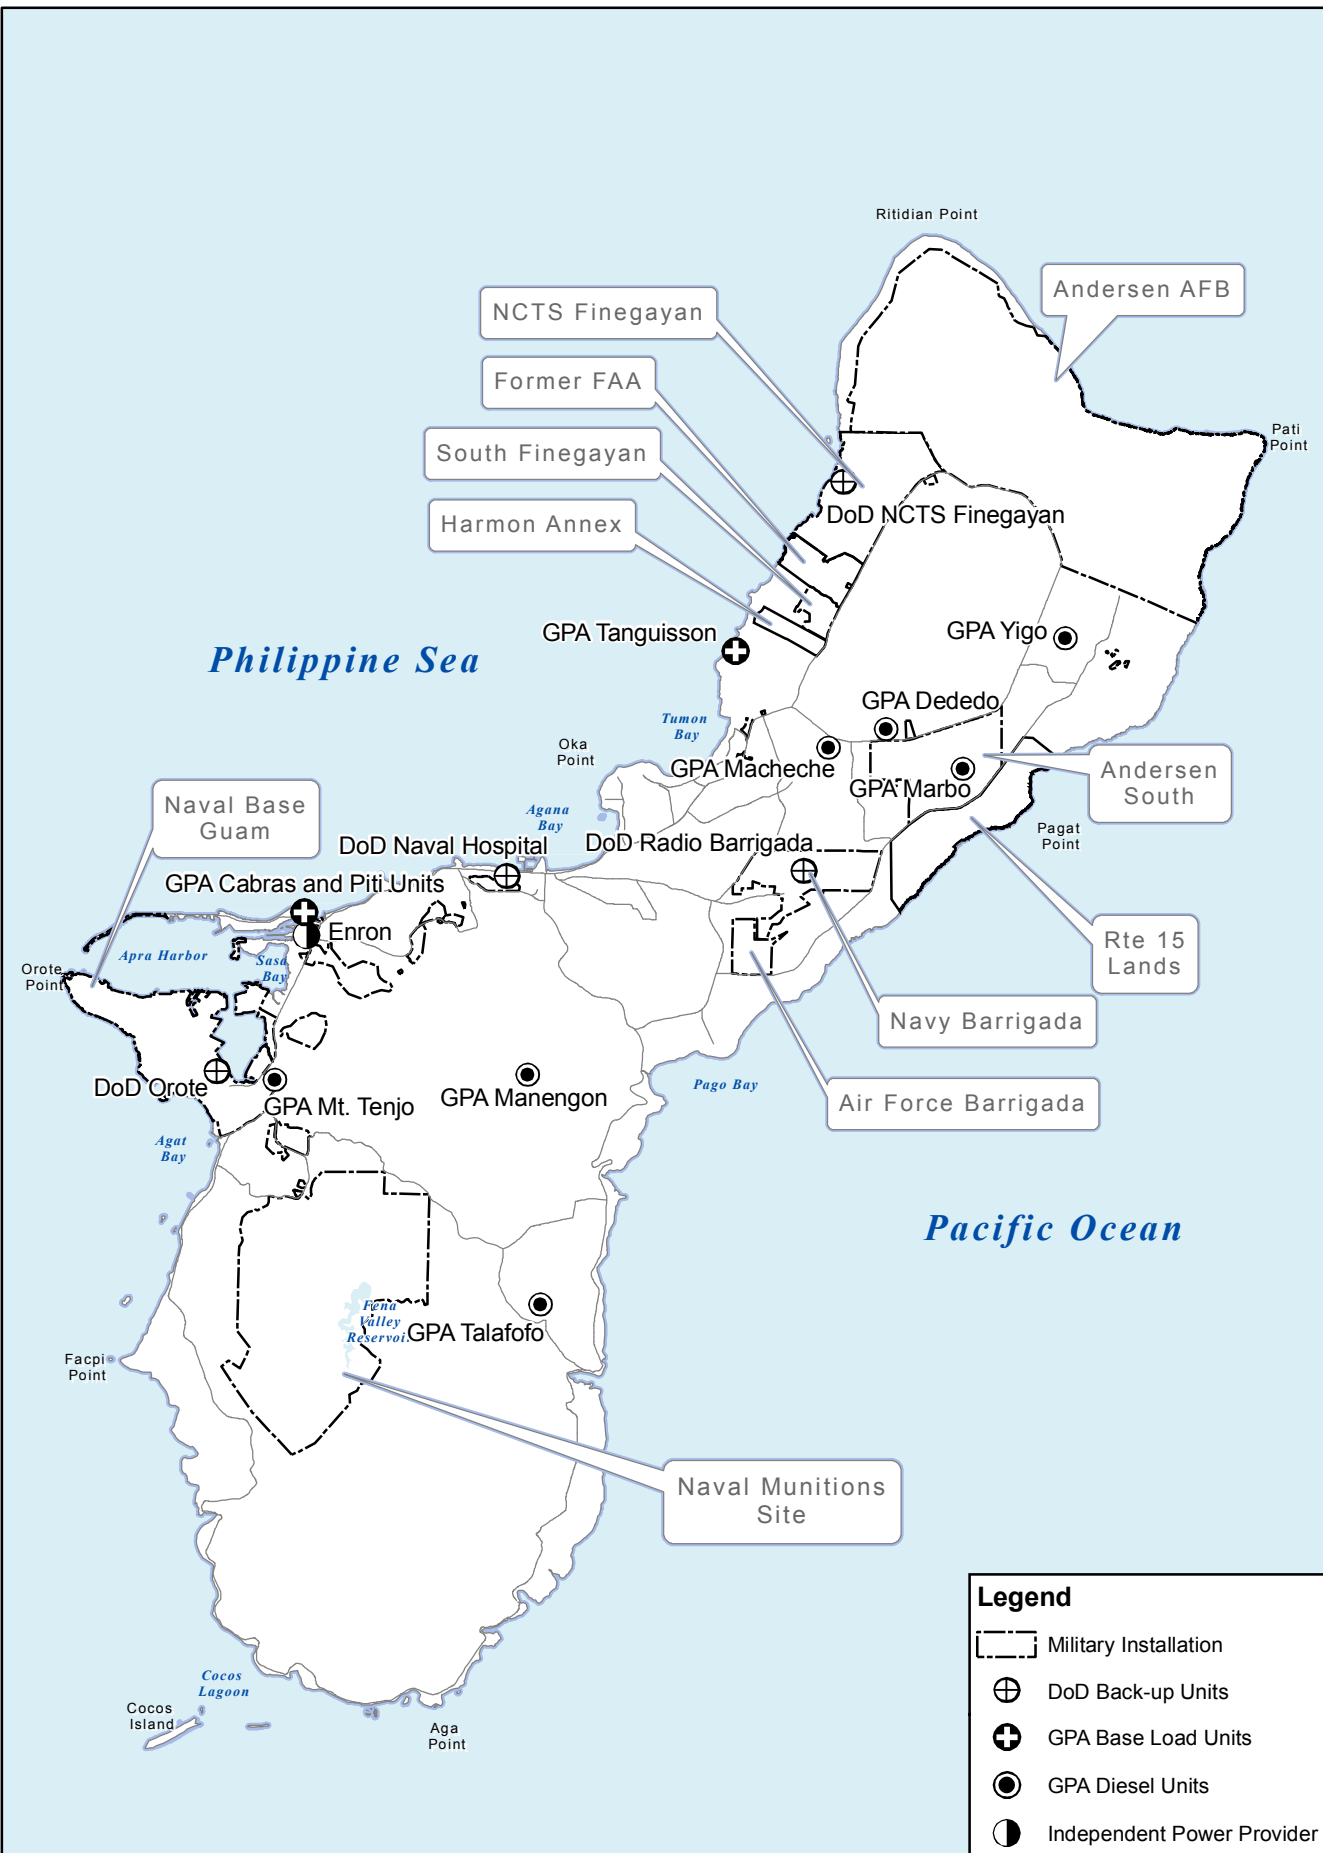 Ritidian Point
Andersen AFB
NCTS Finegayan
Former FAA
Pati
Point
South Finegayan
Harmon Annex
DoD NCTS Finegayan
GPA Tanguisson
GPA Yigo
Philippine Sea
GPA Dededo
Tumon
Bay
Oka
Point
GPA Macheche
GPA Marbo
Andersen
South
Naval Base
Guam
Agana
Bay
Pagat
Point
DoD Naval Hospital
DoD Radio Barrigada
GPA Cabras and Piti Units
Enron
Apra Harbor
Sasa
Bay
Orote
Point
Rte 15
Lands
Navy Barrigada
DoD Orote
GPA Mt. Tenjo
GPA Manengon
Pago Bay
Air Force Barrigada
Agat
Bay
Pacific Ocean
Fena
Valley
Reservoi
GPA Talafofo
Facpi
Point
Naval Munitions
Site
Cocos
Lagoon
Cocos
Island
Aga
Point
Legend
Military Installation
DoD Back-up Units
GPA Base Load Units
GPA Diesel Units
Independent Power Provider